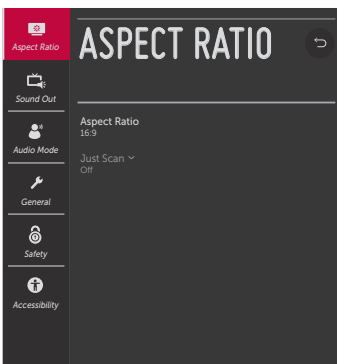 Aspect Ratio
ASPECT RATIO
Sound Out
Audio Mode
General
Safety
Accessibility
Aspect Ratio
16:9
Just Scan
Off